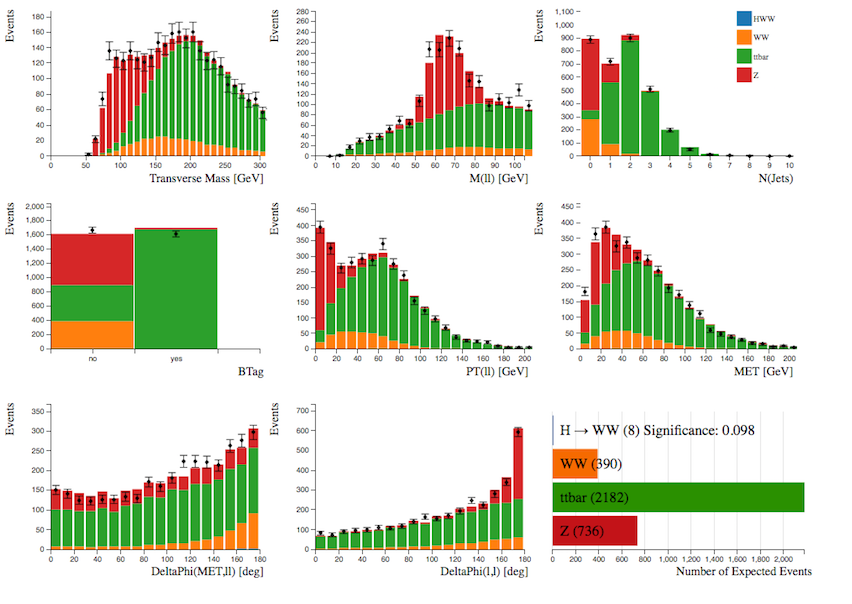 Events
180
160
140
120
100
80
60
40
20
0
0 50 100 150 200 250 300
Transverse Mass [GeV]
Events
280
260
240
220
200
180
160
140
120
100
80
60
40
20
0
0 10 20 30 40 50 60 70 80 90 100
M(ll) [GeV]
Events
1,100
1,000
900
800
700
600
500
400
300
200
100
0
0 1 2 3 4 5 6 7 8 9 10
N(Jets)
HWW
WW
ttbar
Z
Events
2,000
1,800
1,600
1,400
1,200
1,000
800
600
400
200
0
no yes
BTag
Events
450
400
350
300
250
200
150
100
50
0
0 20 40 60 80 100 120 140 160 180 200
PT(ll) [GeV]
Events
450
400
350
300
250
200
150
100
50
0
0 20 40 60 80 100 120 140 160 180 200
MET [GeV]
Events
350
300
250
200
150
100
50
0
0 20 40 60 80 100 120 140 160 180
DeltaPhi(MET,ll) [deg]
Events
700
600
500
400
300
200
100
0
0 20 40 60 80 100 120 140 160 180
DeltaPhi(l,l) [deg]
H → WW (8) Significance: 0.098
WW (390)
ttbar (2182)
Z (736)
0 200 400 600 800 1,000 1,200 1,400 1,600 1,800 2,000
Number of Expected Events